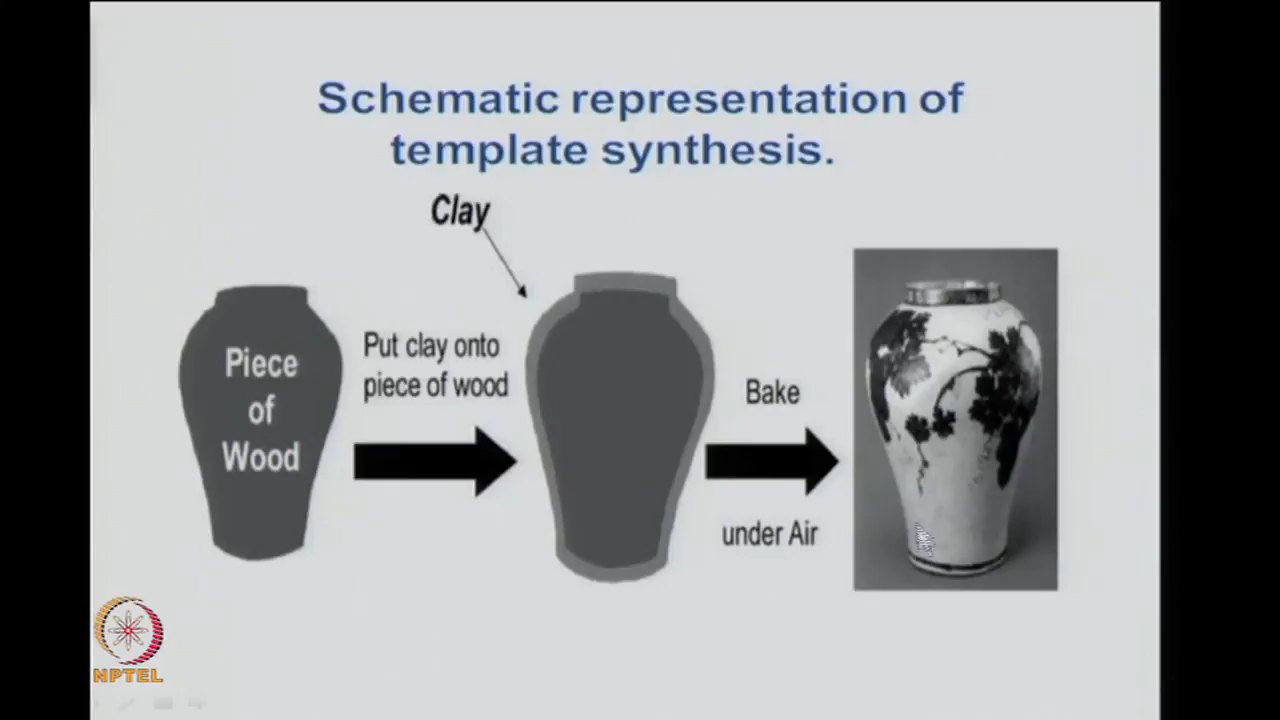 Schematic representation of
template synthesis.
Clay
Piece
of
Wood
Put clay onto
piece of wood
Bake
under Air
NPTEL